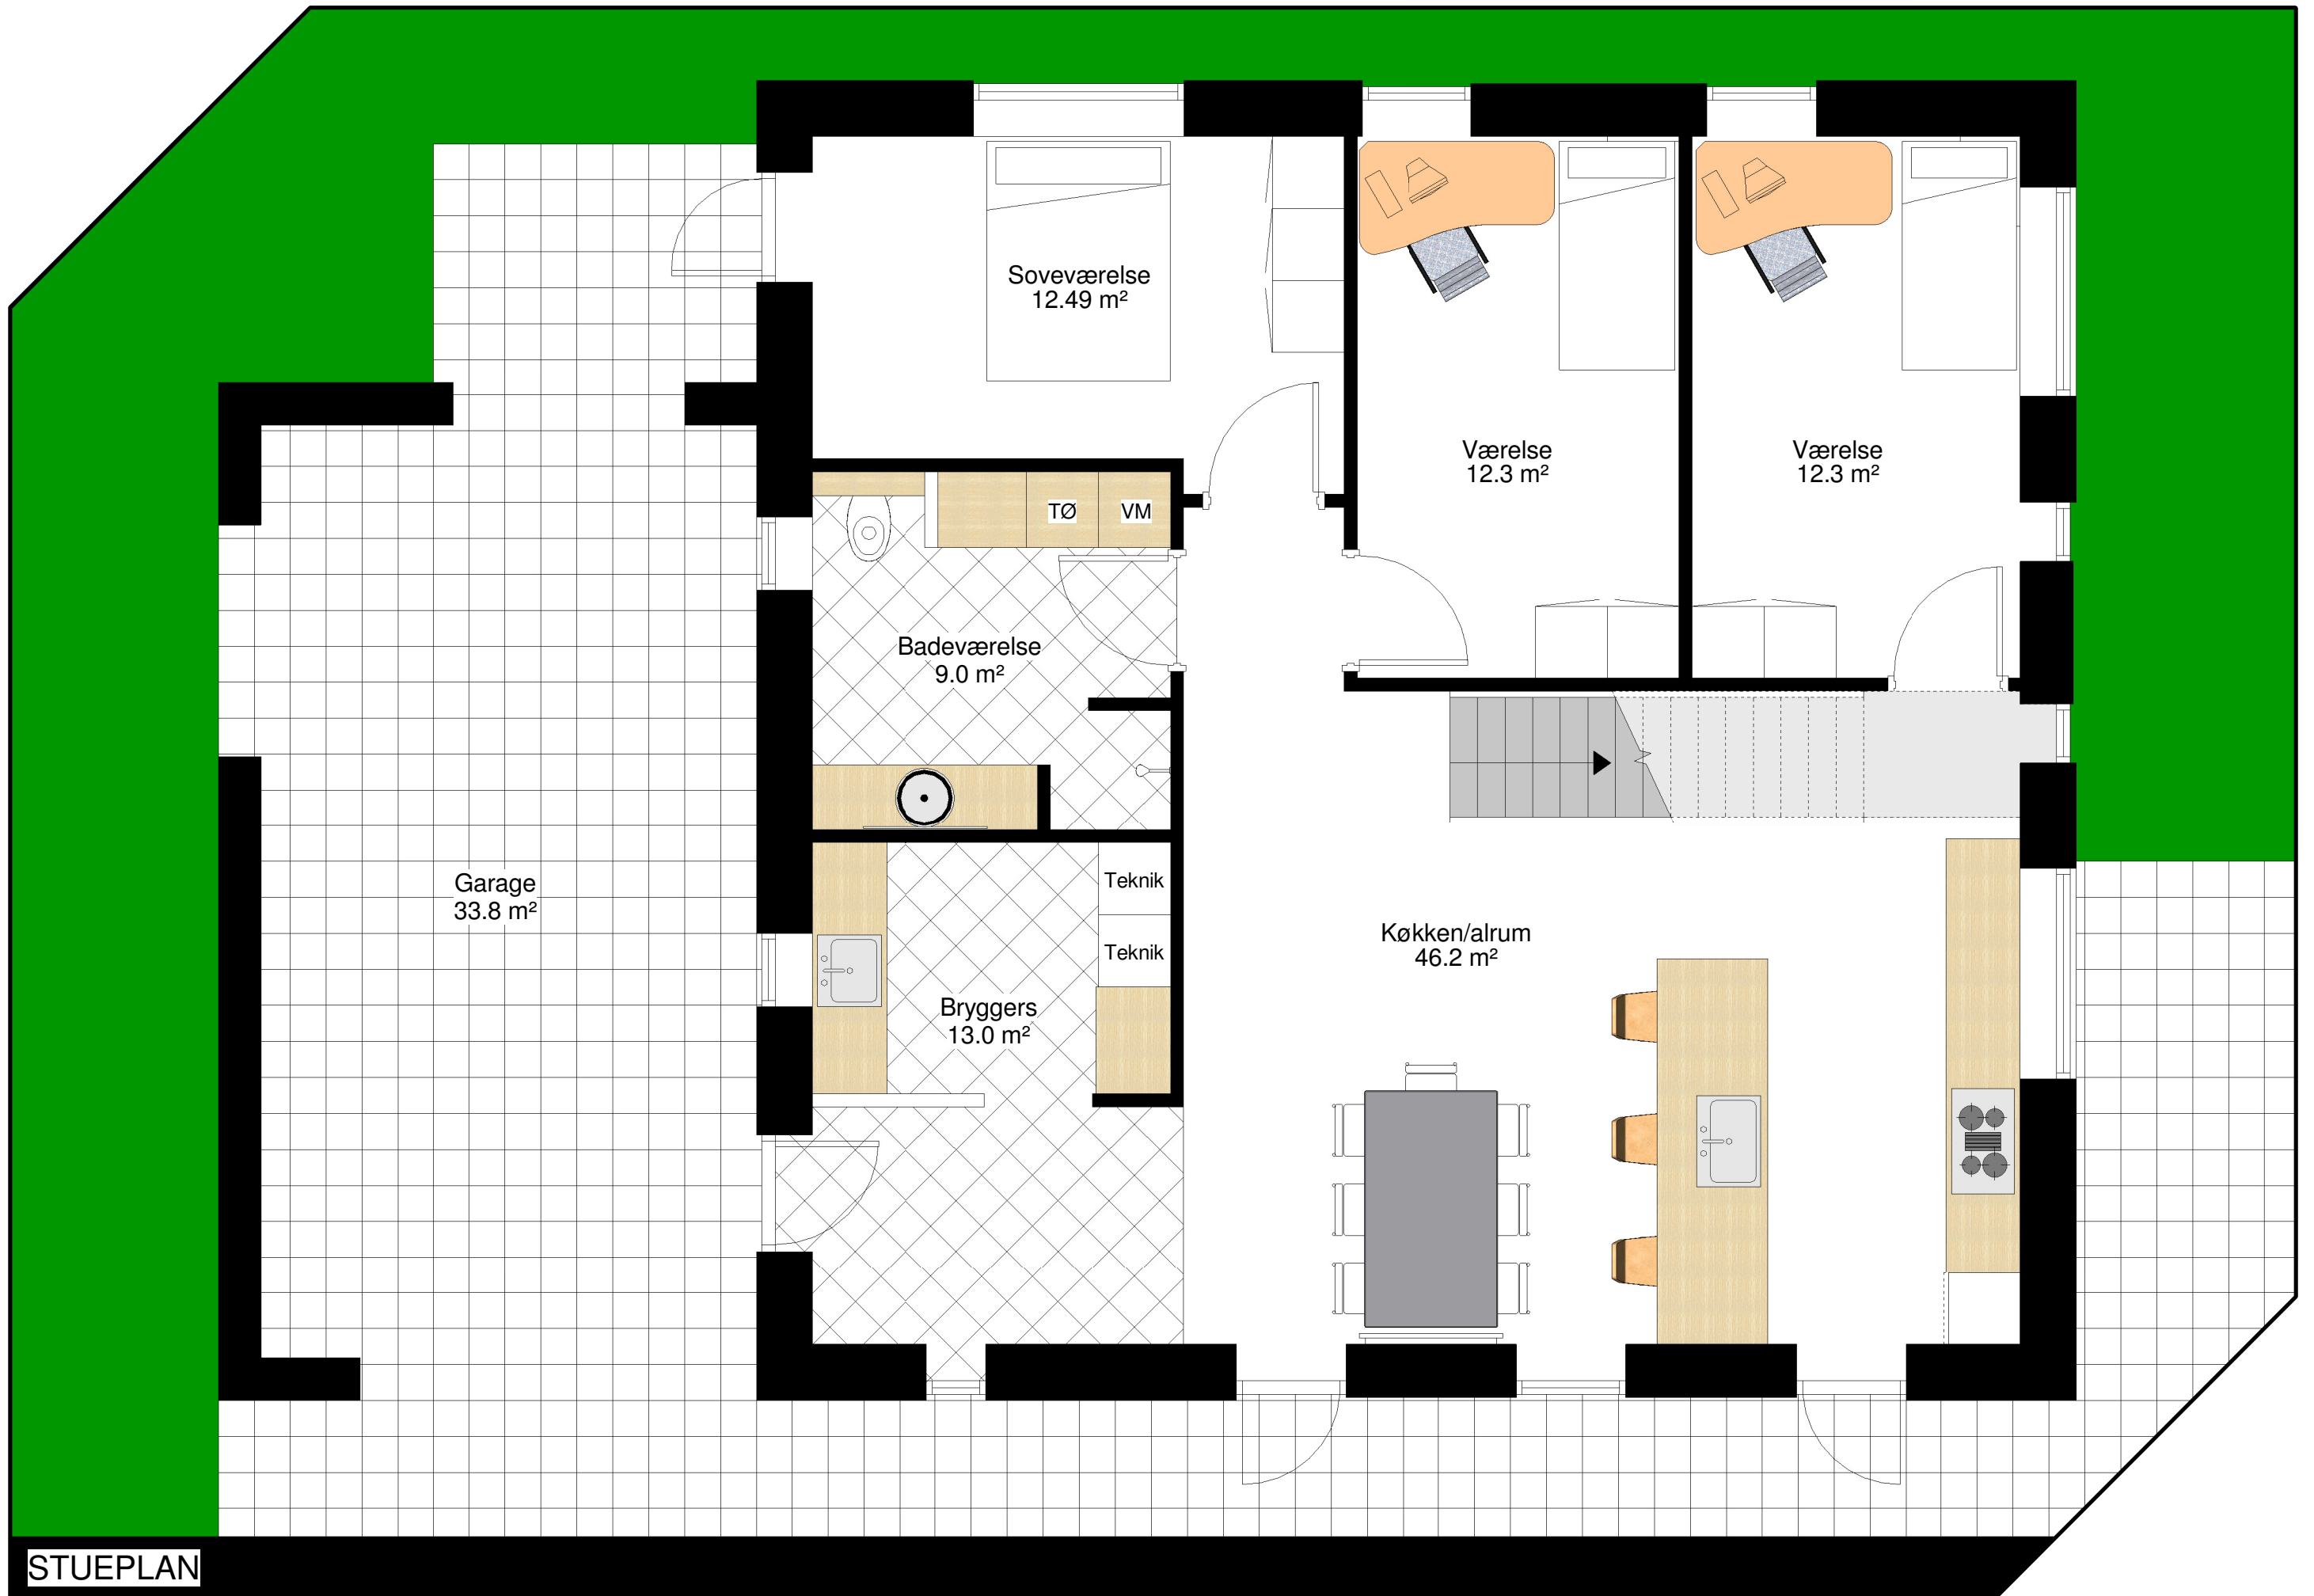 Soveværelse
12.49 m²
Værelse
12.3 m²
Værelse
12.3 m²
TØ
VM
Badeværelse
9.0 m²
Garage
33.8 m²
Teknik
Teknik
Bryggers
13.0 m²
Køkken/alrum
46.2 m²
STUEPLAN